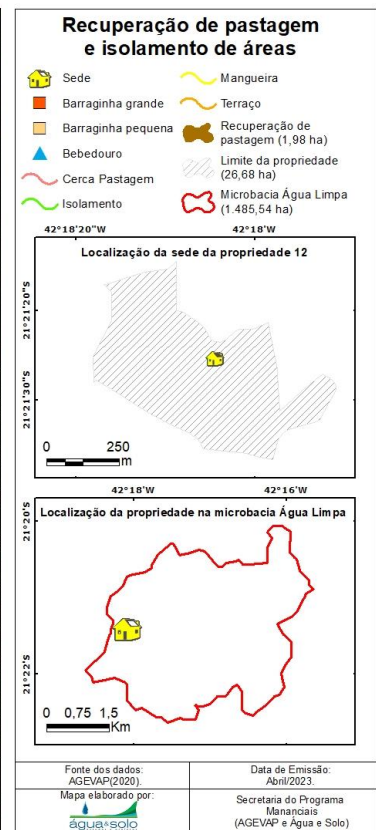 Recuperação de pastagem
e isolamento de áreas
Sede
Barraginha grande
Barraginha pequena
Bebedouro
Cerca Pastagem
Isolamento
Mangueira
Terraço
Recuperação de
pastagem (1,98 ha)
Limite da propriedade
(26,68 ha)
Microbacia Água Limpa
(1.485,54 ha)
42°18'20"W 42°18'W
Localização da sede da propriedade 12
21°21'20"S
21°21'30"S
0 250
m
42°18'W 42°16'W
Localização da propriedade na microbacia Água Limpa
21°20'S
21°22'S
0 0,75 1,5
Km
Fonte dos dados:
AGEVAP(2020).
Data de Emissão:
Abril/2023.
Mapa elaborado por:
água&solo
Secretaria do Programa
Mananciais
(AGEVAP e Água e Solo)